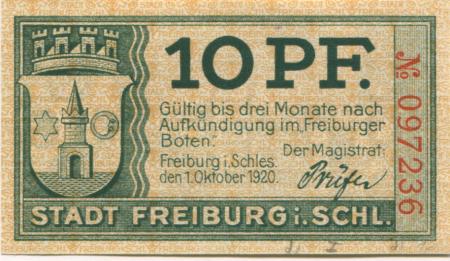 10 PF.
Gültig bis drei Monate nach
Aufkündigung im „Freiburger
Boten.“
Der Magistrat:
Freiburg i. Schles.
den 1. Oktober 1920.
Prüfer
№ 097236
STADT FREIBURG i. SCHL.